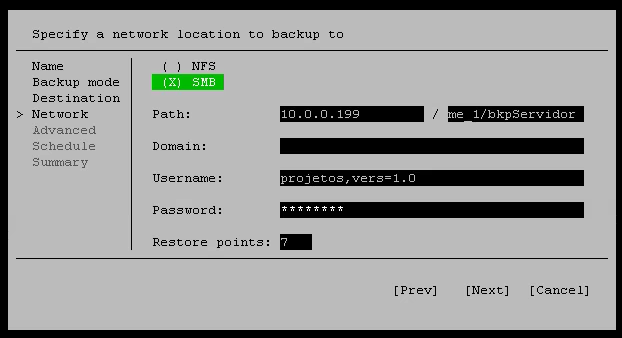 Specify a network location to backup to
Name
Backup mode
Destination
> Network
Advanced
Schedule
Summary
( ) NFS
(X) SMB
Path: 10.0.0.199 / me_1/bkpServidor
Domain:
Username: projetos,vers=1.0
Password: ********
Restore points: 7
[Prev] [Next] [Cancel]